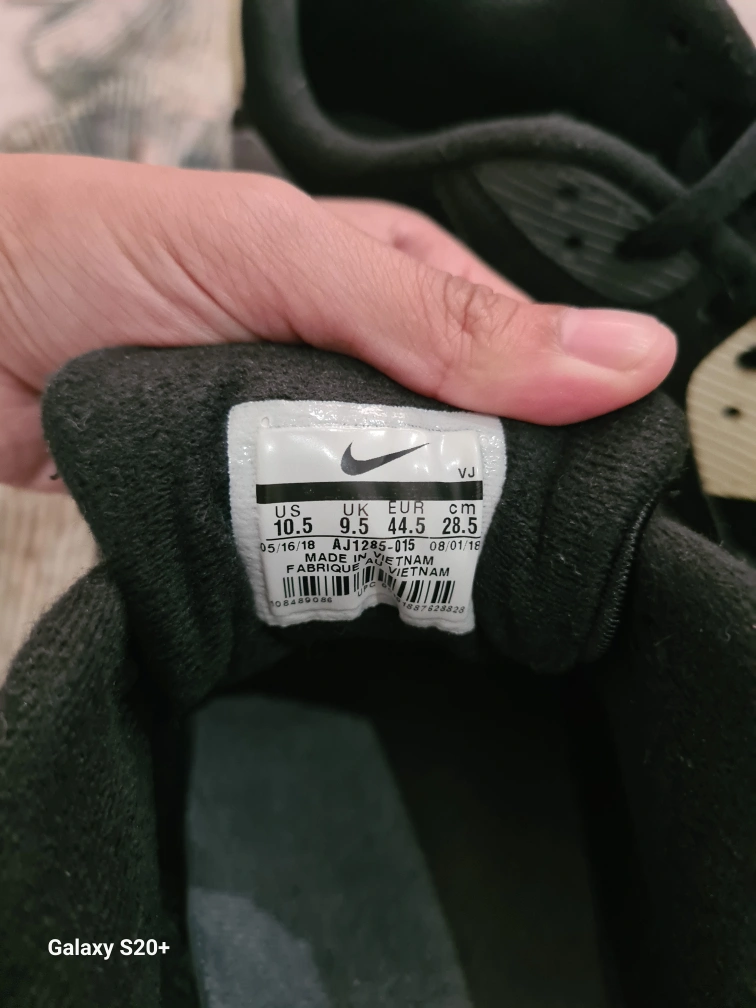 VJ
US UK EUR cm
10.5 9.5 44.5 28.5
05/16/18 AJ1285-015 08/01/18
MADE IN VIETNAM
FABRIQUE AU VIETNAM
UPC
Galaxy S20+